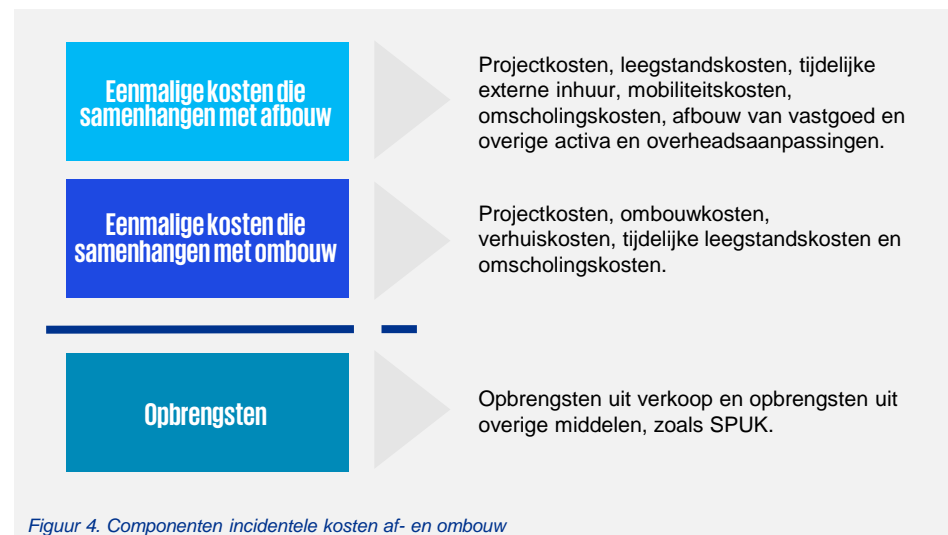 Eenmalige kosten die
samenhangen met afbouw
Projectkosten, leegstandskosten, tijdelijke
externe inhuur, mobiliteitskosten,
omscholingskosten, afbouw van vastgoed en
overige activa en overheadsaanpassingen.
Eenmalige kosten die
samenhangen met ombouw
Projectkosten, ombouwkosten,
verhuiskosten, tijdelijke leegstandskosten en
omscholingskosten.
Opbrengsten
Opbrengsten uit verkoop en opbrengsten uit
overige middelen, zoals SPUK.
Figuur 4. Componenten incidentele kosten af- en ombouw